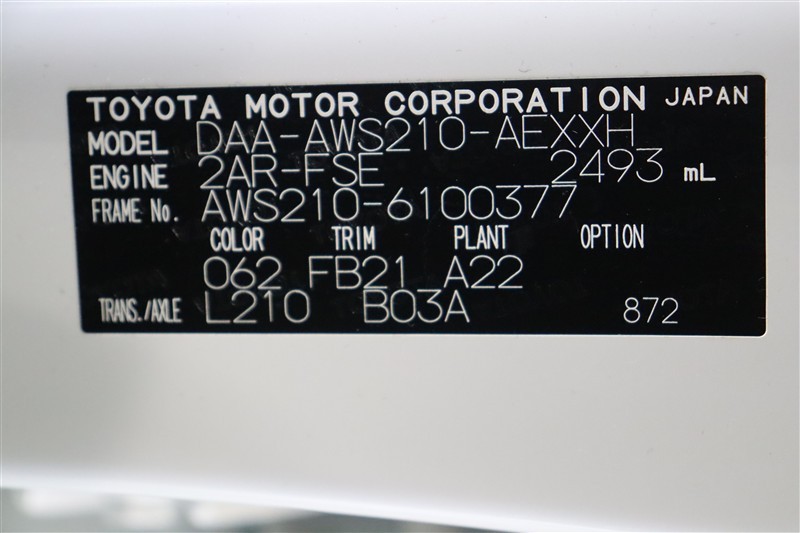 TOYOTA MOTOR CORPORATION JAPAN
MODEL DAA-AWS210-AEXXH
ENGINE 2AR-FSE 2493 mL
FRAME No. AWS210-6100377
COLOR TRIM PLANT OPTION
062 FB21 A22
TRANS./AXLE L210 B03A 872